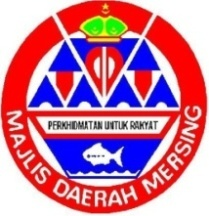 PERKHIDMATAN UNTUK RAKYAT
MAJLIS DAERAH MERSING